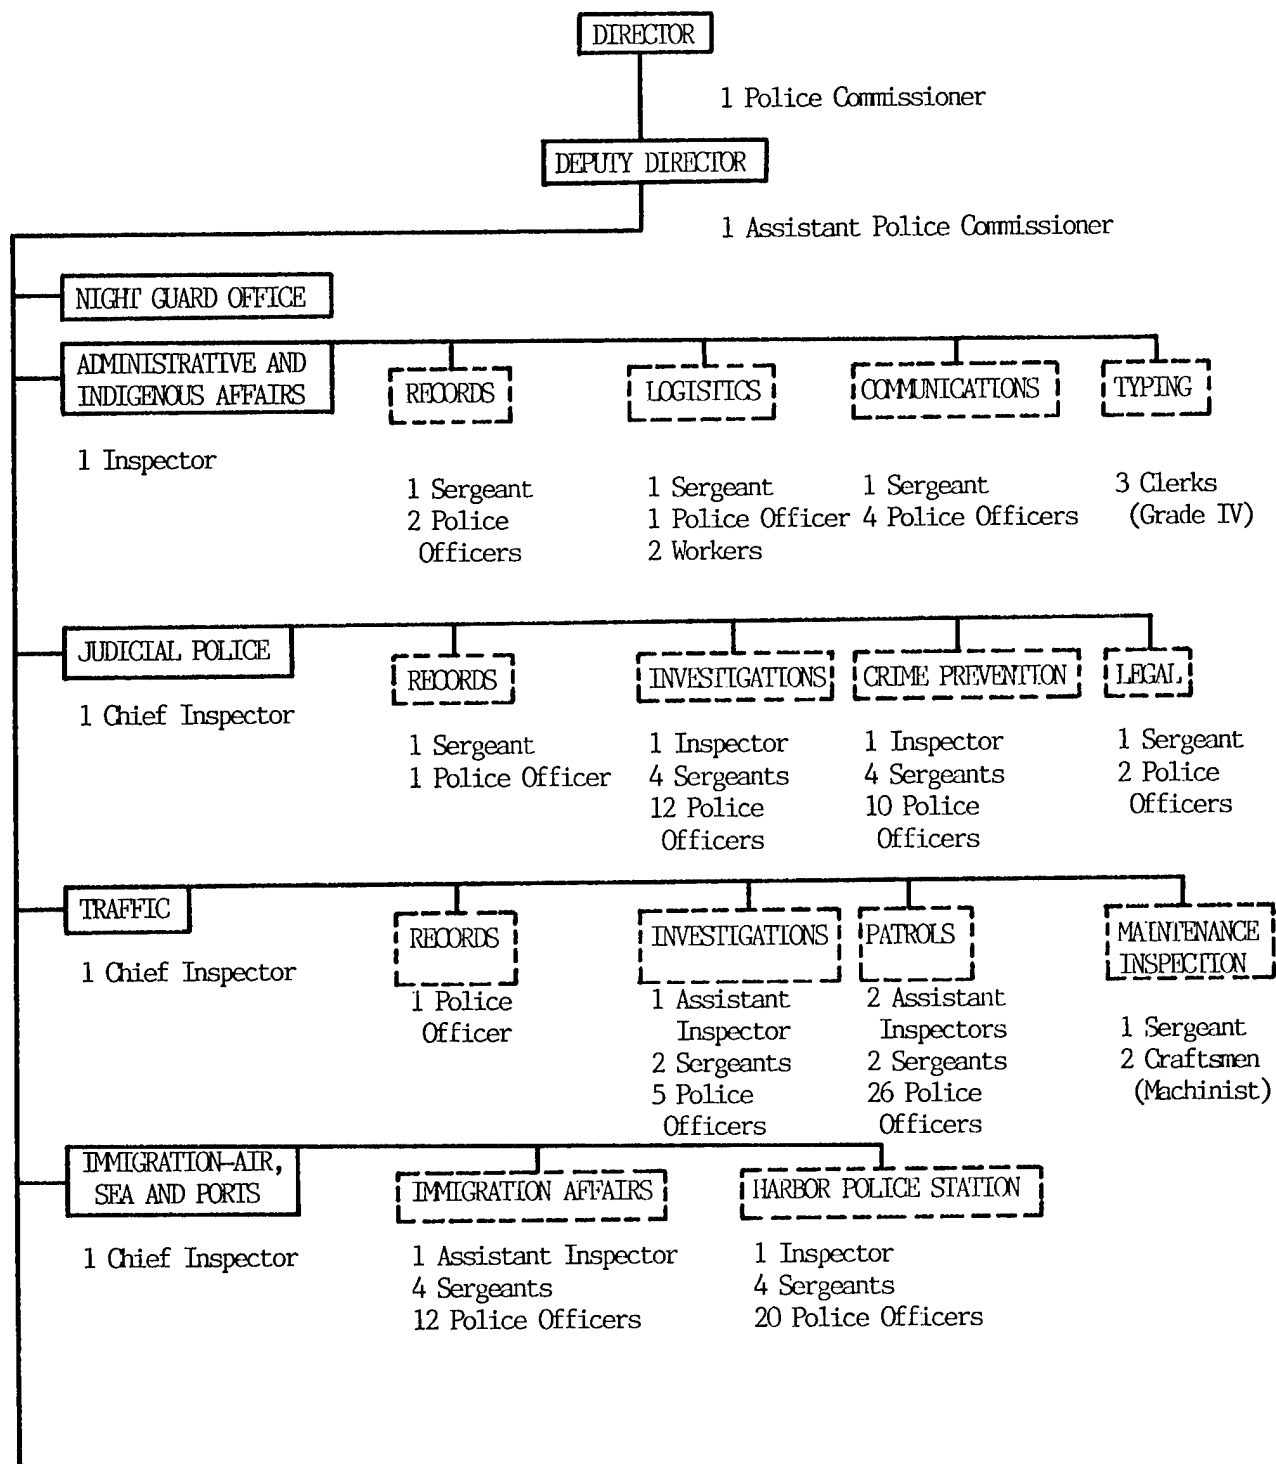 DIRECTOR
1 Police Commissioner
DEPUTY DIRECTOR
1 Assistant Police Commissioner
NIGHT GUARD OFFICE
ADMINISTRATIVE AND
INDIGENOUS AFFAIRS
1 Inspector
RECORDS
1 Sergeant
2 Police
Officers
LOGISTICS
1 Sergeant
1 Police Officer
2 Workers
COMMUNICATIONS
1 Sergeant
4 Police Officers
TYPING
3 Clerks
(Grade IV)
JUDICIAL POLICE
1 Chief Inspector
RECORDS
1 Sergeant
1 Police Officer
INVESTIGATIONS
1 Inspector
4 Sergeants
12 Police
Officers
CRIME PREVENTION
1 Inspector
4 Sergeants
10 Police
Officers
LEGAL
1 Sergeant
2 Police
Officers
TRAFFIC
1 Chief Inspector
RECORDS
1 Police
Officer
INVESTIGATIONS
1 Assistant
Inspector
2 Sergeants
5 Police
Officers
PATROLS
2 Assistant
Inspectors
2 Sergeants
26 Police
Officers
MAINTENANCE
INSPECTION
1 Sergeant
2 Craftsmen
(Machinist)
IMMIGRATION-AIR,
SEA AND PORTS
1 Chief Inspector
IMMIGRATION AFFAIRS
1 Assistant Inspector
4 Sergeants
12 Police Officers
HARBOR POLICE STATION
1 Inspector
4 Sergeants
20 Police Officers